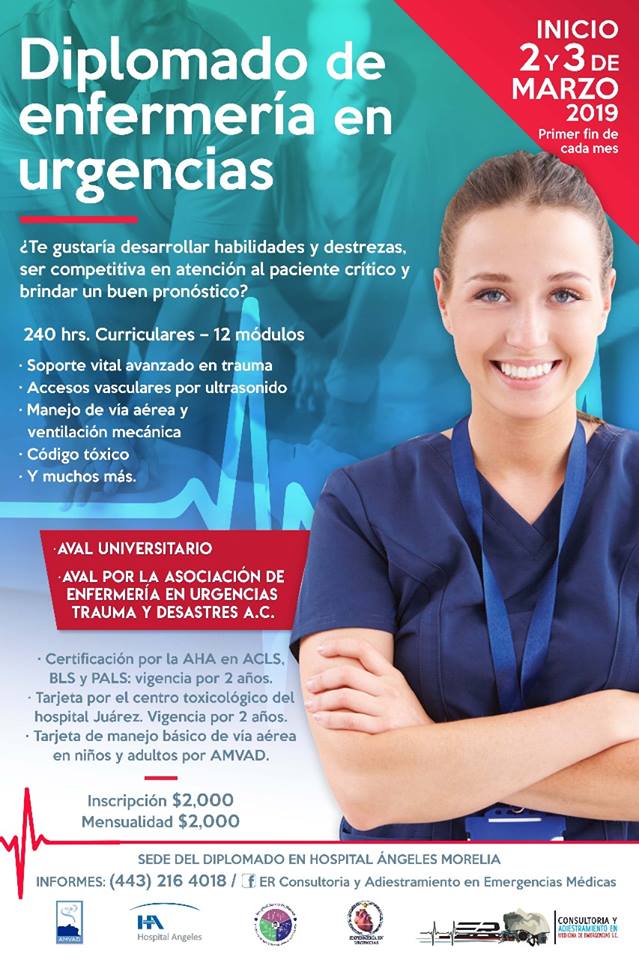 Diplomado de
enfermería en
urgencias
INICIO
2 Y 3 DE
MARZO
2019
Primer fin de
cada mes
¿Te gustaría desarrollar habilidades y destrezas,
ser competitiva en atención al paciente crítico y
brindar un buen pronóstico?
240 hrs. Curriculares – 12 módulos
· Soporte vital avanzado en trauma
· Accesos vasculares por ultrasonido
· Manejo de vía aérea y
ventilación mecánica
· Código tóxico
· Y muchos más.
·AVAL UNIVERSITARIO
·AVAL POR LA ASOCIACIÓN DE
ENFERMERÍA EN URGENCIAS
TRAUMA Y DESASTRES A.C.
· Certificación por la AHA en ACLS,
BLS y PALS: vigencia por 2 años.
· Tarjeta por el centro toxicológico del
hospital Juárez. Vigencia por 2 años.
· Tarjeta de manejo básico de vía aérea
en niños y adultos por AMVAD.
Inscripción $2,000
Mensualidad $2,000
SEDE DEL DIPLOMADO EN HOSPITAL ÁNGELES MORELIA
INFORMES: (443) 216 4018 / f ER Consultoria y Adiestramiento en Emergencias Médicas
AMVAD
HA
Hospital Angeles
CONSULTORIA Y
ADIESTRAMIENTO EN
MEDICINA DE EMERGENCIAS S.C.